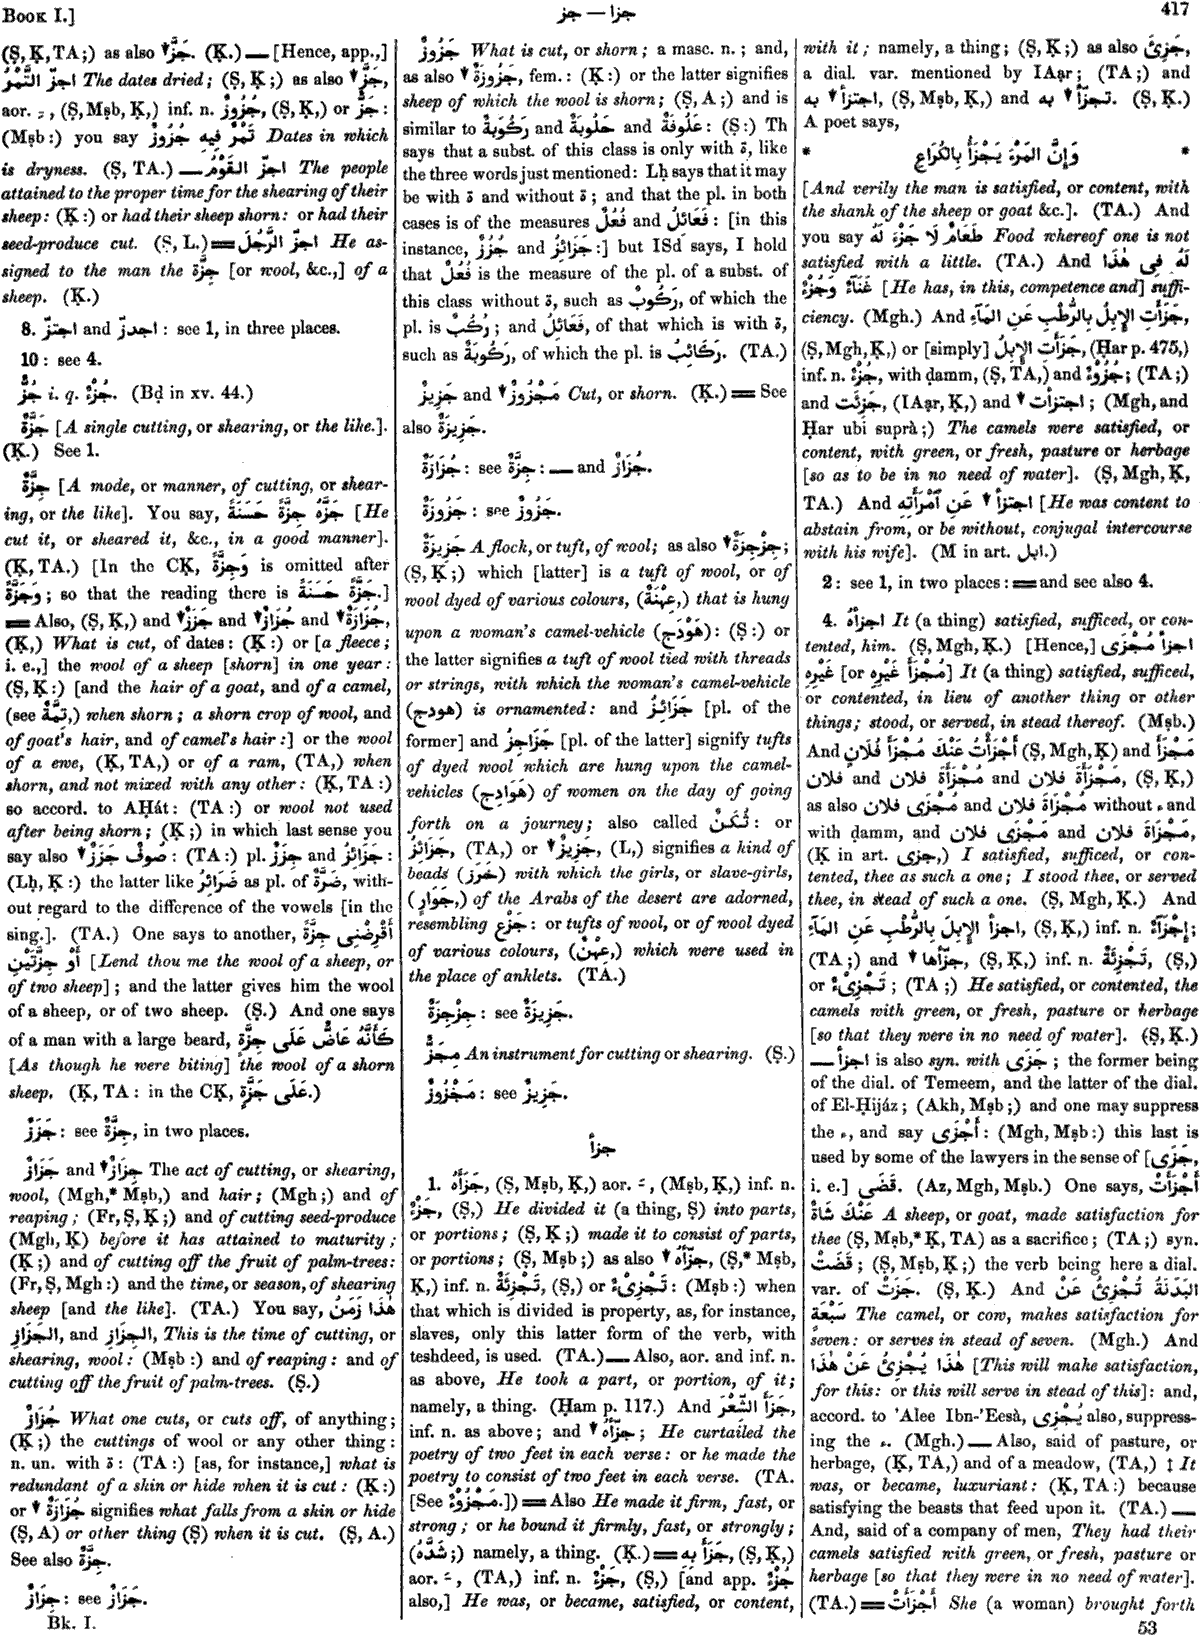 BOOK I.]
جزا — جز
417
(Ṣ, Ḳ, TA;) as also ↓ جَزَّ. (Ḳ.) — [Hence, app.,]
اجزّ التَّمْرُ The dates dried; (Ṣ, Ḳ;) as also ↓ جَزَّ,
aor. ـِ, (Ṣ, Mṣb, Ḳ,) inf. n. جُزُوزٌ, (Ṣ, Ḳ,) or جَزٌّ:
(Mṣb:) you say تَمْرٌ فِيهِ جُزُوزٌ Dates in which
is dryness. (Ṣ, TA.) — اجزّ القَوْمُ The people
attained to the proper time for the shearing of their
sheep: (Ḳ:) or had their sheep shorn: or had their
seed-produce cut. (Ṣ, L.) = اجزّ الرَّجُلَ He as-
signed to the man the جِزَّة [or wool, &c.,] of a
sheep. (Ḳ.)
8. اجتزّ and اجدزّ: see 1, in three places.
10: see 4.
جُزٌّ i. q. جُزْءٌ. (Bḍ in xv. 44.)
جَزَّةٌ [A single cutting, or shearing, or the like.].
(Ḳ.) See 1.
جِزَّةٌ [A mode, or manner, of cutting, or shear-
ing, or the like]. You say, جَزَّهُ جِزَّةً حَسَنَةً [He
cut it, or sheared it, &c., in a good manner].
(Ḳ, TA.) [In the CḲ, وَجِزَّةٌ is omitted after
وَجَزَّةٌ; so that the reading there is جَزَّةً حَسَنَةً.]
= Also, (Ṣ, Ḳ,) and ↓ جَزَزٌ and ↓ جُزَازٌ and ↓ جُزَازَةٌ,
(Ḳ,) What is cut, of dates: (Ḳ:) or [a fleece;
i. e.,] the wool of a sheep [shorn] in one year:
(Ṣ, Ḳ:) [and the hair of a goat, and of a camel,
(see تِمَّةٌ,) when shorn; a shorn crop of wool, and
of goat's hair, and of camel's hair:] or the wool
of a ewe, (Ḳ, TA,) or of a ram, (TA,) when
shorn, and not mixed with any other: (Ḳ, TA:)
so accord. to AḤát: (TA:) or wool not used
after being shorn; (Ḳ;) in which last sense you
say also ↓ صُوفٌ جَزَزٌ: (TA:) pl. جِزَزٌ and جَزَائِزُ:
(Lḥ, Ḳ:) the latter like ضَرَائِرُ as pl. of ضَرَّةٌ, with-
out regard to the difference of the vowels [in the
sing.]. (TA.) One says to another, أَقْرِضْنِى جِزَّةً
أَوْ جِزَّتَيْنِ [Lend thou me the wool of a sheep, or
of two sheep]; and the latter gives him the wool
of a sheep, or of two sheep. (Ṣ.) And one says
of a man with a large beard, كَأَنَّهُ عَاضٌّ عَلَى جِزَّةٍ
[As though he were biting] the wool of a shorn
sheep. (Ḳ, TA: in the CḲ, عَلَى جَزَّةٍ.)
جَزَزٌ: see جِزَّةٌ, in two places.
جَزَازٌ and ↓ جِزَازٌ The act of cutting, or shearing,
wool, (Mgh,* Mṣb,) and hair; (Mgh;) and of
reaping; (Fr, Ṣ, Ḳ;) and of cutting seed-produce
(Mgh, Ḳ) before it has attained to maturity;
(Ḳ;) and of cutting off the fruit of palm-trees:
(Fr, Ṣ, Mgh:) and the time, or season, of shearing
sheep [and the like]. (TA.) You say, هٰذَا زَمَنُ
الجَزَازِ, and الجِزَازِ, This is the time of cutting, or
shearing, wool: (Mṣb:) and of reaping: and of
cutting off the fruit of palm-trees. (Ṣ.)
جُزَازٌ What one cuts, or cuts off, of anything;
(Ḳ;) the cuttings of wool or any other thing:
n. un. with ة: (TA:) [as, for instance,] what is
redundant of a skin or hide when it is cut: (Ḳ:)
or ↓ جُزَازَةٌ signifies what falls from a skin or hide
(Ṣ, A) or other thing (Ṣ) when it is cut. (Ṣ, A.)
See also جِزَّةٌ.
جِزَازٌ: see جَزَازٌ.
Bk. I.
جَزُوزٌ What is cut, or shorn; a masc. n.; and,
as also ↓ جَزُوزَةٌ, fem.: (Ḳ:) or the latter signifies
sheep of which the wool is shorn; (Ṣ, A;) and is
similar to رَكُوبَةٌ and حَلُوبَةٌ and عَلُوفَةٌ: (Ṣ:) Th
says that a subst. of this class is only with ة, like
the three words just mentioned: Lḥ says that it may
be with ة and without ة; and that the pl. in both
cases is of the measures فُعُلٌ and فَعَائِلُ: [in this
instance, جُزُزٌ and جَزَائِزُ:] but ISd says, I hold
that فُعُلٌ is the measure of the pl. of a subst. of
this class without ة, such as رَكُوبٌ, of which the
pl. is رُكُبٌ; and فَعَائِلُ, of that which is with ة,
such as رَكُوبَةٌ, of which the pl. is رَكَائِبُ. (TA.)
جَزِيزٌ and ↓ مَجْزُوزٌ Cut, or shorn. (Ḳ.) = See
also جَزِيزَةٌ.
جُزَازَةٌ: see جِزَّةٌ: — and جُزَازٌ.
جَزُوزَةٌ: see جَزُوزٌ.
جَزِيزَةٌ A flock, or tuft, of wool; as also ↓ جِزْجِزَةٌ;
(Ṣ, Ḳ;) which [latter] is a tuft of wool, or of
wool dyed of various colours, (عِهْنَةٌ,) that is hung
upon a woman's camel-vehicle (هَوْدَج): (Ṣ:) or
the latter signifies a tuft of wool tied with threads
or strings, with which the woman's camel-vehicle
(هودج) is ornamented: and جَزَائِزُ [pl. of the
former] and جَزَاجِزُ [pl. of the latter] signify tufts
of dyed wool which are hung upon the camel-
vehicles (هَوَادِج) of women on the day of going
forth on a journey; also called ثُكَنٌ: or
جَزَائِزُ, (TA,) or ↓ جَزِيزٌ, (L,) signifies a kind of
beads (خَرَز) with which the girls, or slave-girls,
(جَوَارٍ,) of the Arabs of the desert are adorned,
resembling جَزْع: or tufts of wool, or of wool dyed
of various colours, (عِهْنٌ,) which were used in
the place of anklets. (TA.)
جِزْجِزَةٌ: see جَزِيزَةٌ.
مِجَزٌّ An instrument for cutting or shearing. (Ṣ.)
مَجْزُوزٌ: see جَزِيزٌ.
جزأ
1. جَزَأَهُ, (Ṣ, Mṣb, Ḳ,) aor. ـَ, (Mṣb, Ḳ,) inf. n.
جَزْءٌ, (Ṣ,) He divided it (a thing, Ṣ) into parts,
or portions; (Ṣ, Ḳ;) made it to consist of parts,
or portions; (Ṣ, Mṣb;) as also ↓ جزّأهُ, (Ṣ,* Mṣb,
Ḳ,) inf. n. تَجْزِئَةٌ, (Ṣ,) or تَجْزِىْءٌ: (Mṣb:) when
that which is divided is property, as, for instance,
slaves, only this latter form of the verb, with
teshdeed, is used. (TA.) — Also, aor. and inf. n.
as above, He took a part, or portion, of it;
namely, a thing. (Ḥam p. 117.) And جَزَأَ الشِّعْرَ,
inf. n. as above; and ↓ جزّأهُ; He curtailed the
poetry of two feet in each verse: or he made the
poetry to consist of two feet in each verse. (TA.
[See مَجْزُوْءٌ.]) = Also He made it firm, fast, or
strong; or he bound it firmly, fast, or strongly;
(شَدَّهُ;) namely, a thing. (Ḳ.) = جَزَأَ بِهِ, (Ṣ, Ḳ,)
aor. ـَ, (TA,) inf. n. جَزْءٌ, (Ṣ,) [and app. جُزْءٌ
also,] He was, or became, satisfied, or content,
with it; namely, a thing; (Ṣ, Ḳ;) as also جَزِئَ,
a dial. var. mentioned by IAạr; (TA;) and
↓ اجتزأ به, (Ṣ, Mṣb, Ḳ,) and ↓ تجزّأ به. (Ṣ, Ḳ.)
A poet says,
* وَإِنَّ المَرْءَ يَجْزَأُ بِالكُرَاعِ *
[And verily the man is satisfied, or content, with
the shank of the sheep or goat &c.]. (TA.) And
you say طَعَامٌ لَا جَزْءَ لَهُ Food whereof one is not
satisfied with a little. (TA.) And لَهُ فِى هٰذَا
غَنَآءٌ وَجُزْءٌ [He has, in this, competence and] suffi-
ciency. (Mgh.) And جَزَأَتِ الإِبِلُ بِالرُّطْبِ عَنِ المَآءِ,
(Ṣ, Mgh, Ḳ,) or [simply] جَزَأَتِ الإِبِلُ, (Ḥar p. 475,)
inf. n. جُزْءٌ, with ḍamm, (Ṣ, TA,) and جُزُوْءٌ; (TA;)
and جَزِئَت, (IAạr, Ḳ,) and ↓ اجتزأت; (Mgh, and
Ḥar ubi suprà;) The camels were satisfied, or
content, with green, or fresh, pasture or herbage
[so as to be in no need of water]. (Ṣ, Mgh, Ḳ,
TA.) And ↓ اجتزأ عَنِ ٱمْرَأَتِهِ [He was content to
abstain from, or be without, conjugal intercourse
with his wife]. (M in art. ابل.)
2: see 1, in two places: = and see also 4.
4. اجزأهُ It (a thing) satisfied, sufficed, or con-
tented, him. (Ṣ, Mgh, Ḳ.) [Hence,] اجزأ مُجْزَى
غَيْرِهِ [or مُجْزَأَ غَيْرِهِ] It (a thing) satisfied, sufficed,
or contented, in lieu of another thing or other
things; stood, or served, in stead thereof. (Mṣb.)
And أَجْزَأْتُ عَنْكَ مُجْزَأَ فُلَانٍ (Ṣ, Mgh, Ḳ) and مَجْزَأَ
فلان and مُجْزَأَةَ فلان and مَجْزَأَةَ فلان, (Ṣ, Ḳ,)
as also مُجْزَى فلان and مُجْزَاةَ فلان without ء and
with ḍamm, and مَجْزَى فلان and مَجْزَاةَ فلان,
(Ḳ in art. جزى,) I satisfied, sufficed, or con-
tented, thee as such a one; I stood thee, or served
thee, in stead of such a one. (Ṣ, Mgh, Ḳ.) And
اجزأ الإِبِلَ بِالرُّطْبِ عَنِ المَآءِ, (Ṣ, Ḳ,) inf. n. إِجْزَآءٌ;
(TA;) and ↓ جزّأها, (Ṣ, Ḳ,) inf. n. تَجْزِئَةٌ, (Ṣ,)
or تَجْزِىْءٌ; (TA;) He satisfied, or contented, the
camels with green, or fresh, pasture or herbage
[so that they were in no need of water]. (Ṣ, Ḳ.)
— اجزأ is also syn. with جَزَى; the former being
of the dial. of Temeem, and the latter of the dial.
of El-Ḥijáz; (Akh, Mṣb;) and one may suppress
the ء, and say أَجْزَى: (Mgh, Mṣb:) this last is
used by some of the lawyers in the sense of [جَزَى,
i. e.] قَضَى. (Az, Mgh, Mṣb.) One says, أَجْزَأَتْ
عَنْكَ شَاةٌ A sheep, or goat, made satisfaction for
thee (Ṣ, Mṣb,* Ḳ, TA) as a sacrifice; (TA;) syn.
قَضَتْ; (Ṣ, Mṣb, Ḳ;) the verb being here a dial.
var. of جَزَتْ. (Ṣ, Ḳ.) And البَدَنَةُ تُجْزِئُ عَنْ
سَبْعَةٍ The camel, or cow, makes satisfaction for
seven: or serves in stead of seven. (Mgh.) And
هٰذَا يُجْزِئُ عَنْ هٰذَا [This will make satisfaction,
for this: or this will serve in stead of this]: and,
accord. to 'Alee Ibn-'Eesà, يُجْزِى also, suppress-
ing the ء. (Mgh.) — Also, said of pasture, or
herbage, (Ḳ, TA,) and of a meadow, (TA,) ‡ It
was, or became, luxuriant: (Ḳ, TA:) because
satisfying the beasts that feed upon it. (TA.) —
And, said of a company of men, They had their
camels satisfied with green, or fresh, pasture or
herbage [so that they were in no need of water].
(TA.) = أَجْزَأَتْ She (a woman) brought forth
53